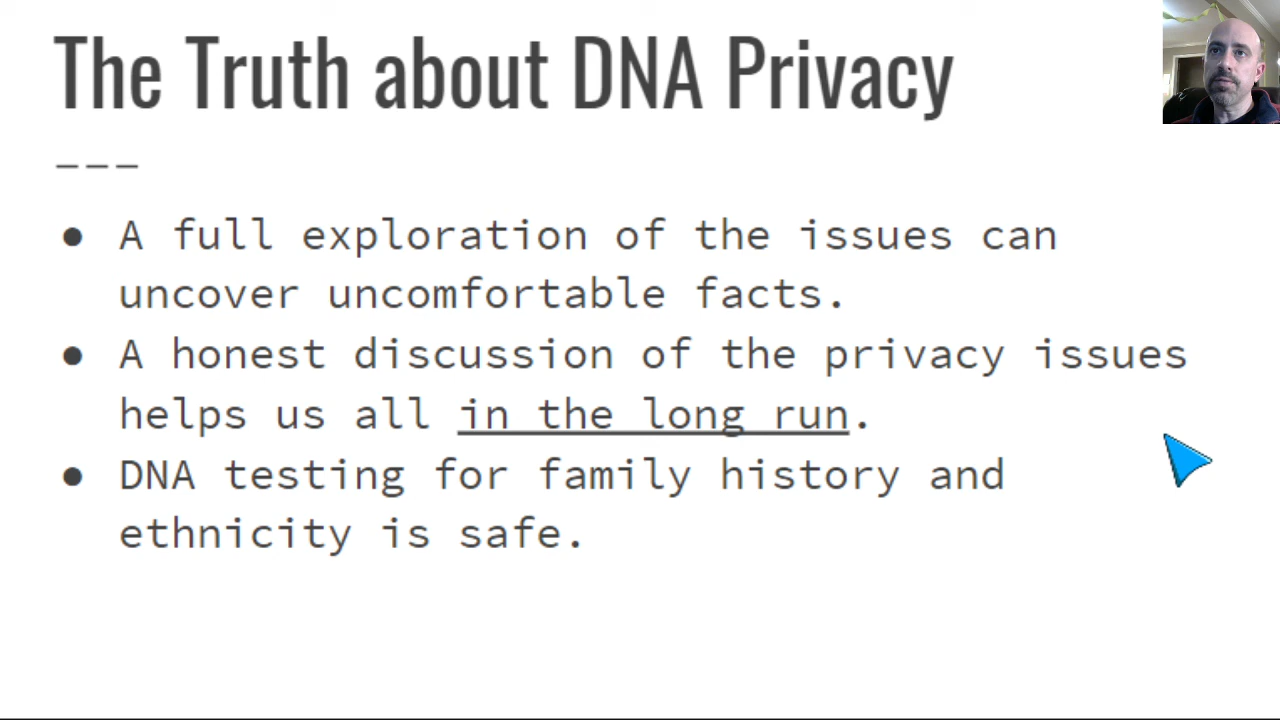 The Truth about DNA Privacy
---
● A full exploration of the issues can
uncover uncomfortable facts.
● A honest discussion of the privacy issues
helps us all in the long run.
● DNA testing for family history and
ethnicity is safe.